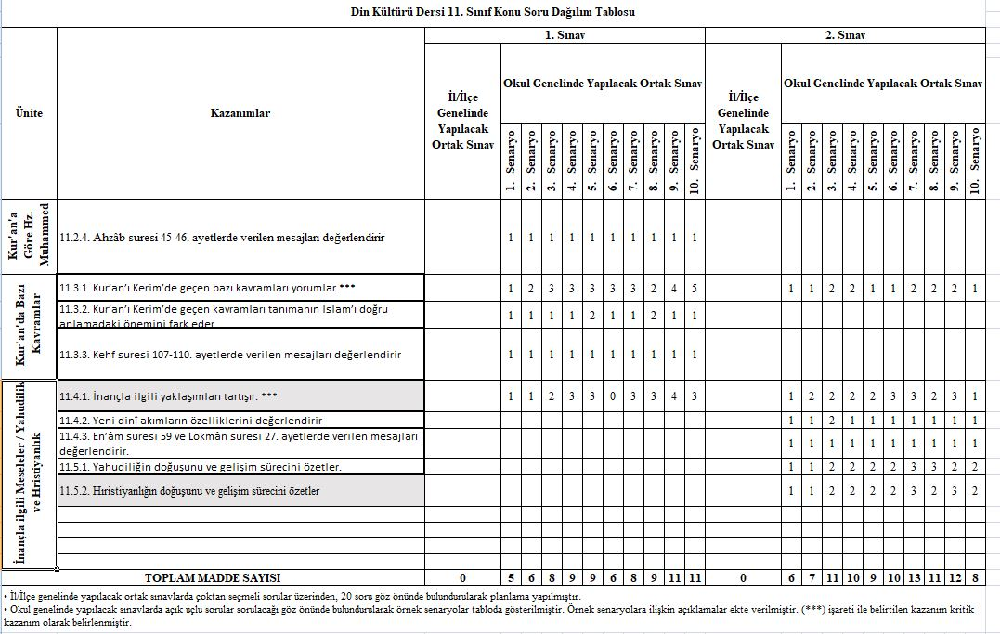 Din Kültürü Dersi 11. Sınıf Konu Soru Dağılım Tablosu
Ünite
Kazanımlar
1. Sınav
2. Sınav
İl/İlçe
Genelinde
Yapılacak
Ortak Sınav
Okul Genelinde Yapılacak Ortak Sınav
1. Senaryo
2. Senaryo
3. Senaryo
4. Senaryo
5. Senaryo
6. Senaryo
7. Senaryo
8. Senaryo
9. Senaryo
10. Senaryo
İl/İlçe
Genelinde
Yapılacak
Ortak Sınav
Okul Genelinde Yapılacak Ortak Sınav
1. Senaryo
2. Senaryo
3. Senaryo
4. Senaryo
5. Senaryo
6. Senaryo
7. Senaryo
8. Senaryo
9. Senaryo
10. Senaryo
Kur'an'a
Göre Hz.
Muhammed
11.2.4. Ahzâb suresi 45-46. ayetlerde verilen mesajları değerlendirir
1 1 1 1 1 1 1 1 1 1
Kur'an'da Bazı
Kavramlar
11.3.1. Kur’an’ı Kerim’de geçen bazı kavramları yorumlar.***
1 2 3 3 3 3 3 2 4 5
1 1 2 2 1 1 2 2 2 1
11.3.2. Kur’an’ı Kerim’de geçen kavramları tanımanın İslam’ı doğru
anlamadaki önemini fark eder
1 1 1 1 2 1 1 2 1 1
11.3.3. Kehf suresi 107-110. ayetlerde verilen mesajları değerlendirir
1 1 1 1 1 1 1 1 1 1
İnançla ilgili Meseleler / Yahudilik
ve Hristiyanlık
11.4.1. İnançla ilgili yaklaşımları tartışır. ***
1 1 2 3 3 0 3 3 4 3
1 2 2 2 2 3 3 2 3 1
11.4.2. Yeni dinî akımların özelliklerini değerlendirir
1 1 2 1 1 1 1 1 1 1
11.4.3. En’âm suresi 59 ve Lokmân suresi 27. ayetlerde verilen mesajları
değerlendirir.
1 1 1 1 1 1 1 1 1 1
11.5.1. Yahudiliğin doğuşunu ve gelişim sürecini özetler.
1 1 2 2 2 2 3 3 2 2
11.5.2. Hıristiyanlığın doğuşunu ve gelişim sürecini özetler
1 1 2 2 2 2 3 2 3 2
TOPLAM MADDE SAYISI
0 5 6 8 9 9 6 8 9 11 11
0 6 7 11 10 9 10 13 11 12 8
• İl/İlçe genelinde yapılacak ortak sınavlarda çoktan seçmeli sorular üzerinden, 20 soru göz önünde bulundurularak planlama yapılmıştır.
• Okul genelinde yapılacak sınavlarda açık uçlu sorular sorulacağı göz önünde bulundurularak örnek senaryolar tabloda gösterilmiştir. Örnek senaryolara ilişkin açıklamalar ekte verilmiştir. (***) işareti ile belirtilen kazanım kritik
kazanım olarak belirlenmiştir.